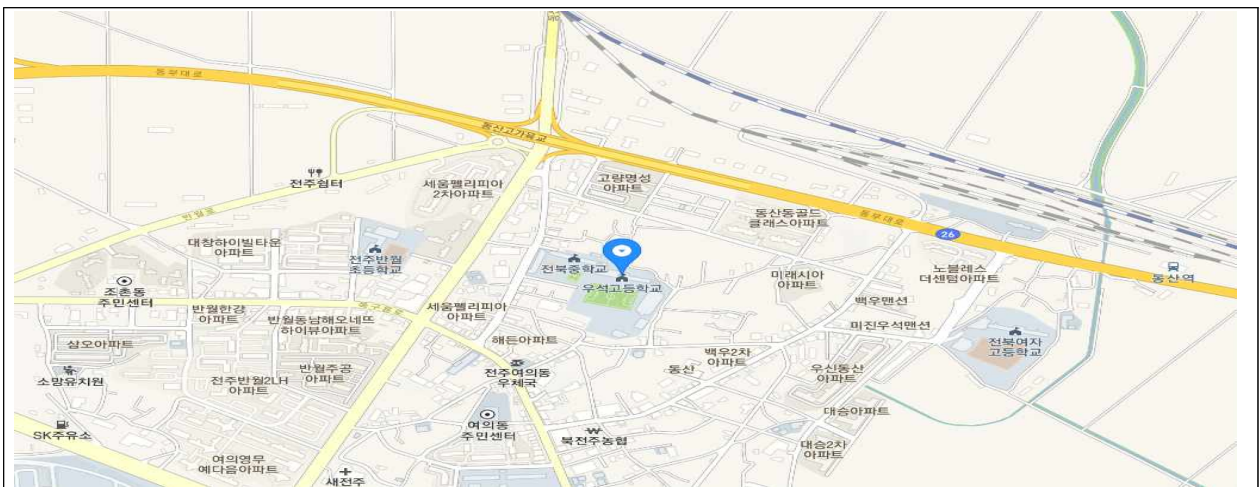 동부대로
동산고가육교
전주쉼터
세움펠리피아
2차아파트
고량명성
아파트
반월로
동산동골드
클래스아파트
동부대로
26
대창하이빌타운
아파트
전주반월
초등학교
전북중학교
우석고등학교
미래시아
아파트
노블레스
더센텀아파트
동산역
조촌동
주민센터
반월한강
아파트
반월동남해오네뜨
하이뷰아파트
세움펠리피아
아파트
백우맨션
미진우석맨션
삼오아파트
해든아파트
전북여자
고등학교
소망유치원
전주반월2LH
아파트
반월주공
아파트
전주여의동
우체국
동산
백우2차
아파트
우신동산
아파트
SK주유소
여의동
주민센터
북전주농협
대승아파트
여의영무
예다음아파트
대승2차
아파트
새전주